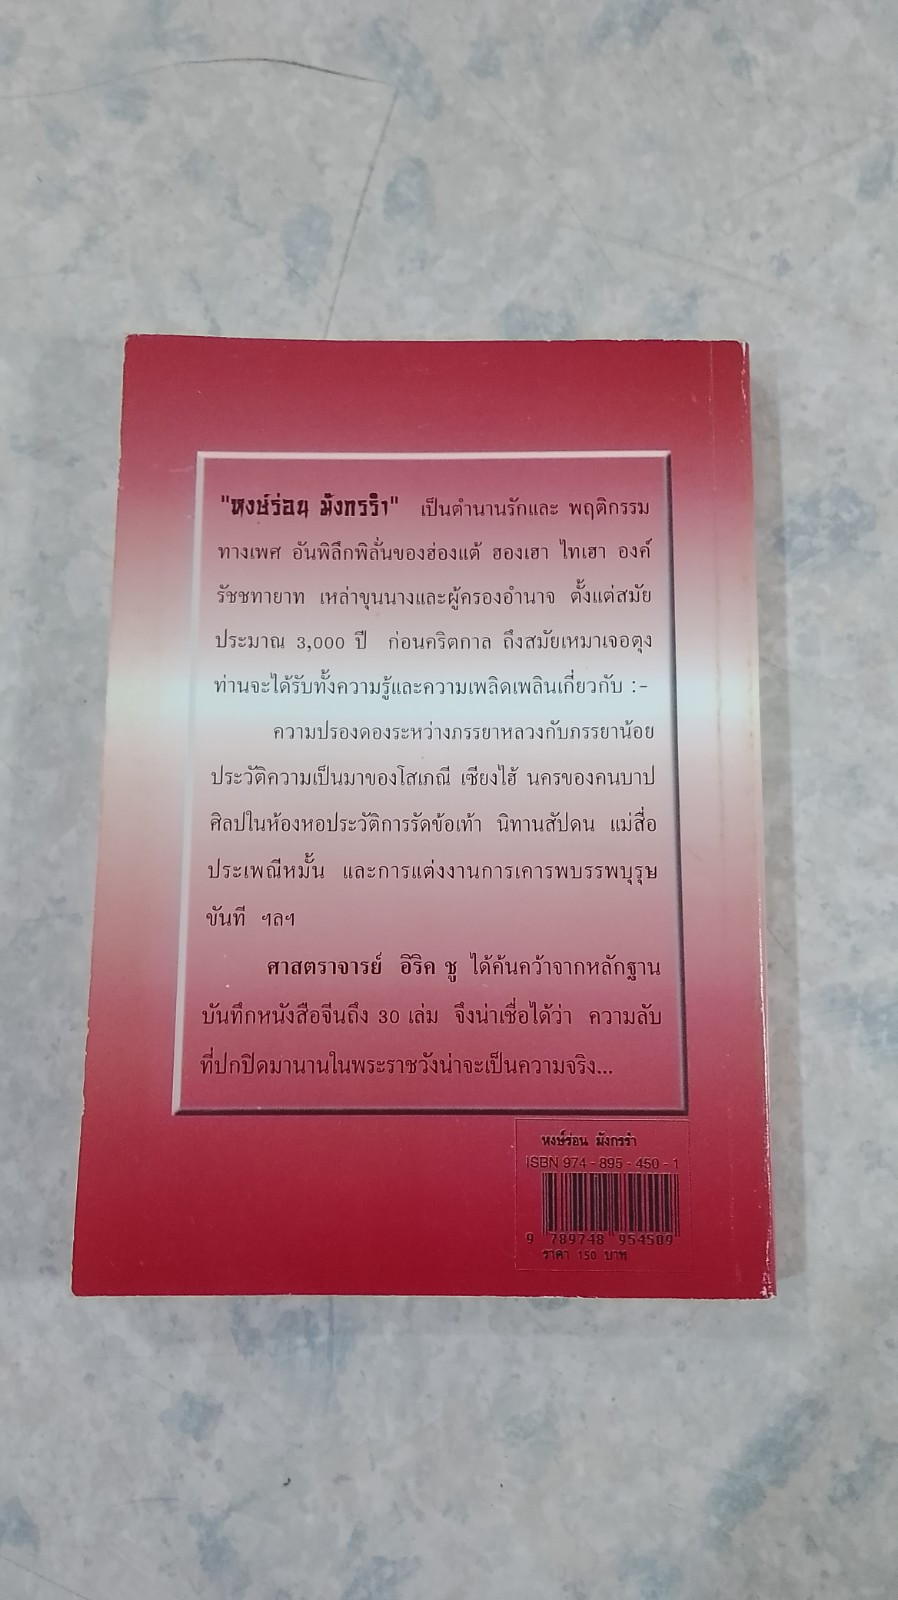 "หงษ์ร่อน มังกรรำ" เป็นตำนานรักและ พฤติกรรม
ทางเพศ อันพิลึกพิลั่นของฮ่องแต้ ฮองเฮา ไทเฮา องค์
รัชชทายาท เหล่าขุนนางและผู้ครองอำนาจ ตั้งแต่สมัย
ประมาณ 3,000 ปี ก่อนคริตกาล ถึงสมัยเหมาเจอตุง
ท่านจะได้รับทั้งความรู้และความเพลิดเพลินเกี่ยวกับ :-
ความปรองดองระหว่างภรรยาหลวงกับภรรยาน้อย
ประวัติความเป็นมาของโสเภณี เซียงไฮ้ นครของคนบาป
ศิลปในห้องหอประวัติการรัดข้อเท้า นิทานสัปดน แม่สื่อ
ประเพณีหมั้น และการแต่งงานการเคารพบรรพบุรุษ
ขันที ฯลฯ
ศาสตราจารย์ อิริค ชู ได้ค้นคว้าจากหลักฐาน
บันทึกหนังสือจีนถึง 30 เล่ม จึงน่าเชื่อได้ว่า ความลับ
ที่ปกปิดมานานในพระราชวังน่าจะเป็นความจริง...
หงษ์ร่อน มังกรรำ
ISBN 974 - 895 - 450 - 1
9 789748 954509
ราคา 150 บาท